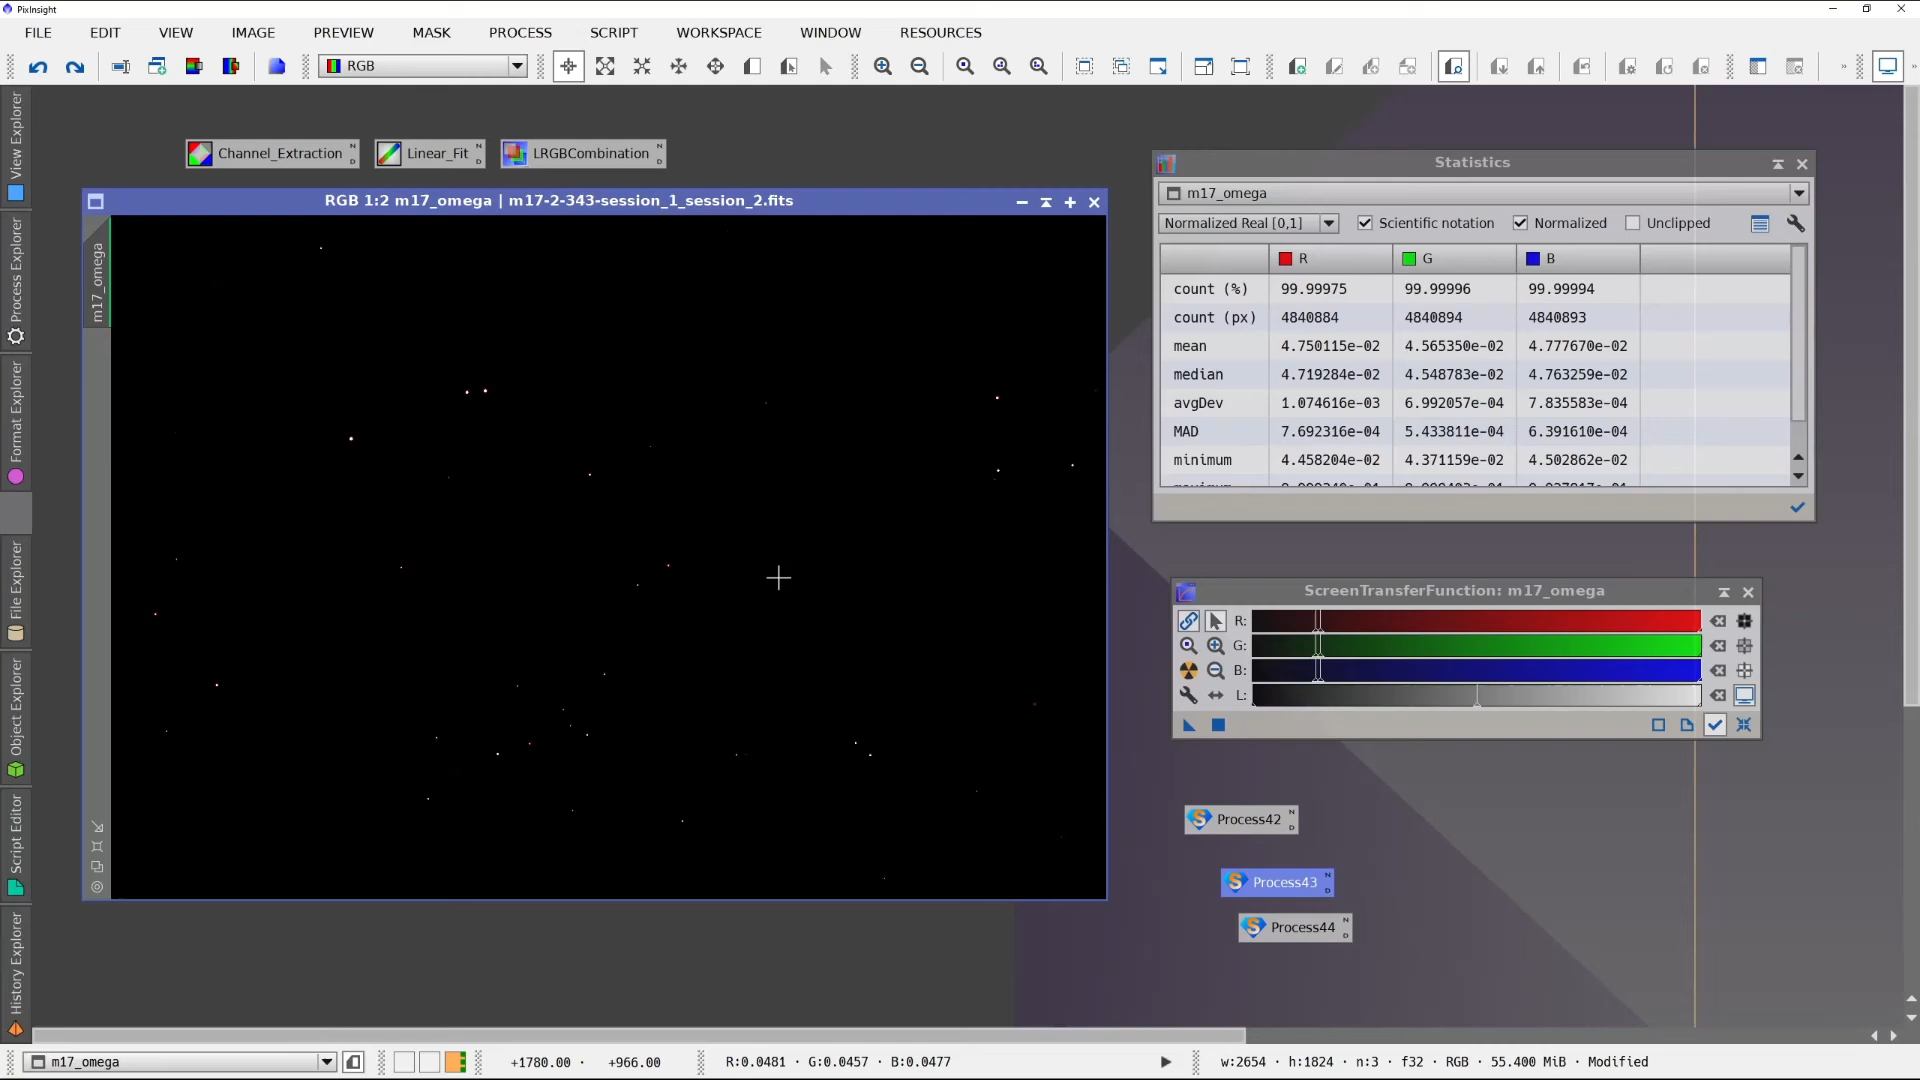 PixInsight
FILE EDIT VIEW IMAGE PREVIEW MASK PROCESS SCRIPT WORKSPACE WINDOW RESOURCES
RGB
Channel_Extraction N D
Linear_Fit N D
LRGBCombination N D
View Explorer
Process Explorer
Format Explorer
File Explorer
Object Explorer
Script Editor
History Explorer
RGB 1:2 m17_omega | m17-2-343-session_1_session_2.fits
m17_omega
Statistics
m17_omega
Normalized Real [0,1] Scientific notation Normalized Unclipped
R G B
count (%) 99.99975 99.99996 99.99994
count (px) 4840884 4840894 4840893
mean 4.750115e-02 4.565350e-02 4.777670e-02
median 4.719284e-02 4.548783e-02 4.763259e-02
avgDev 1.074616e-03 6.992057e-04 7.835583e-04
MAD 7.692316e-04 5.433811e-04 6.391610e-04
minimum 4.458204e-02 4.371159e-02 4.502862e-02
ScreenTransferFunction: m17_omega
R:
G:
B:
L:
Process42 N D
Process43 N D
Process44 N D
m17_omega
+1780.00 · +966.00
R:0.0481 · G:0.0457 · B:0.0477
w:2654 · h:1824 · n:3 · f32 · RGB · 55.400 MiB · Modified